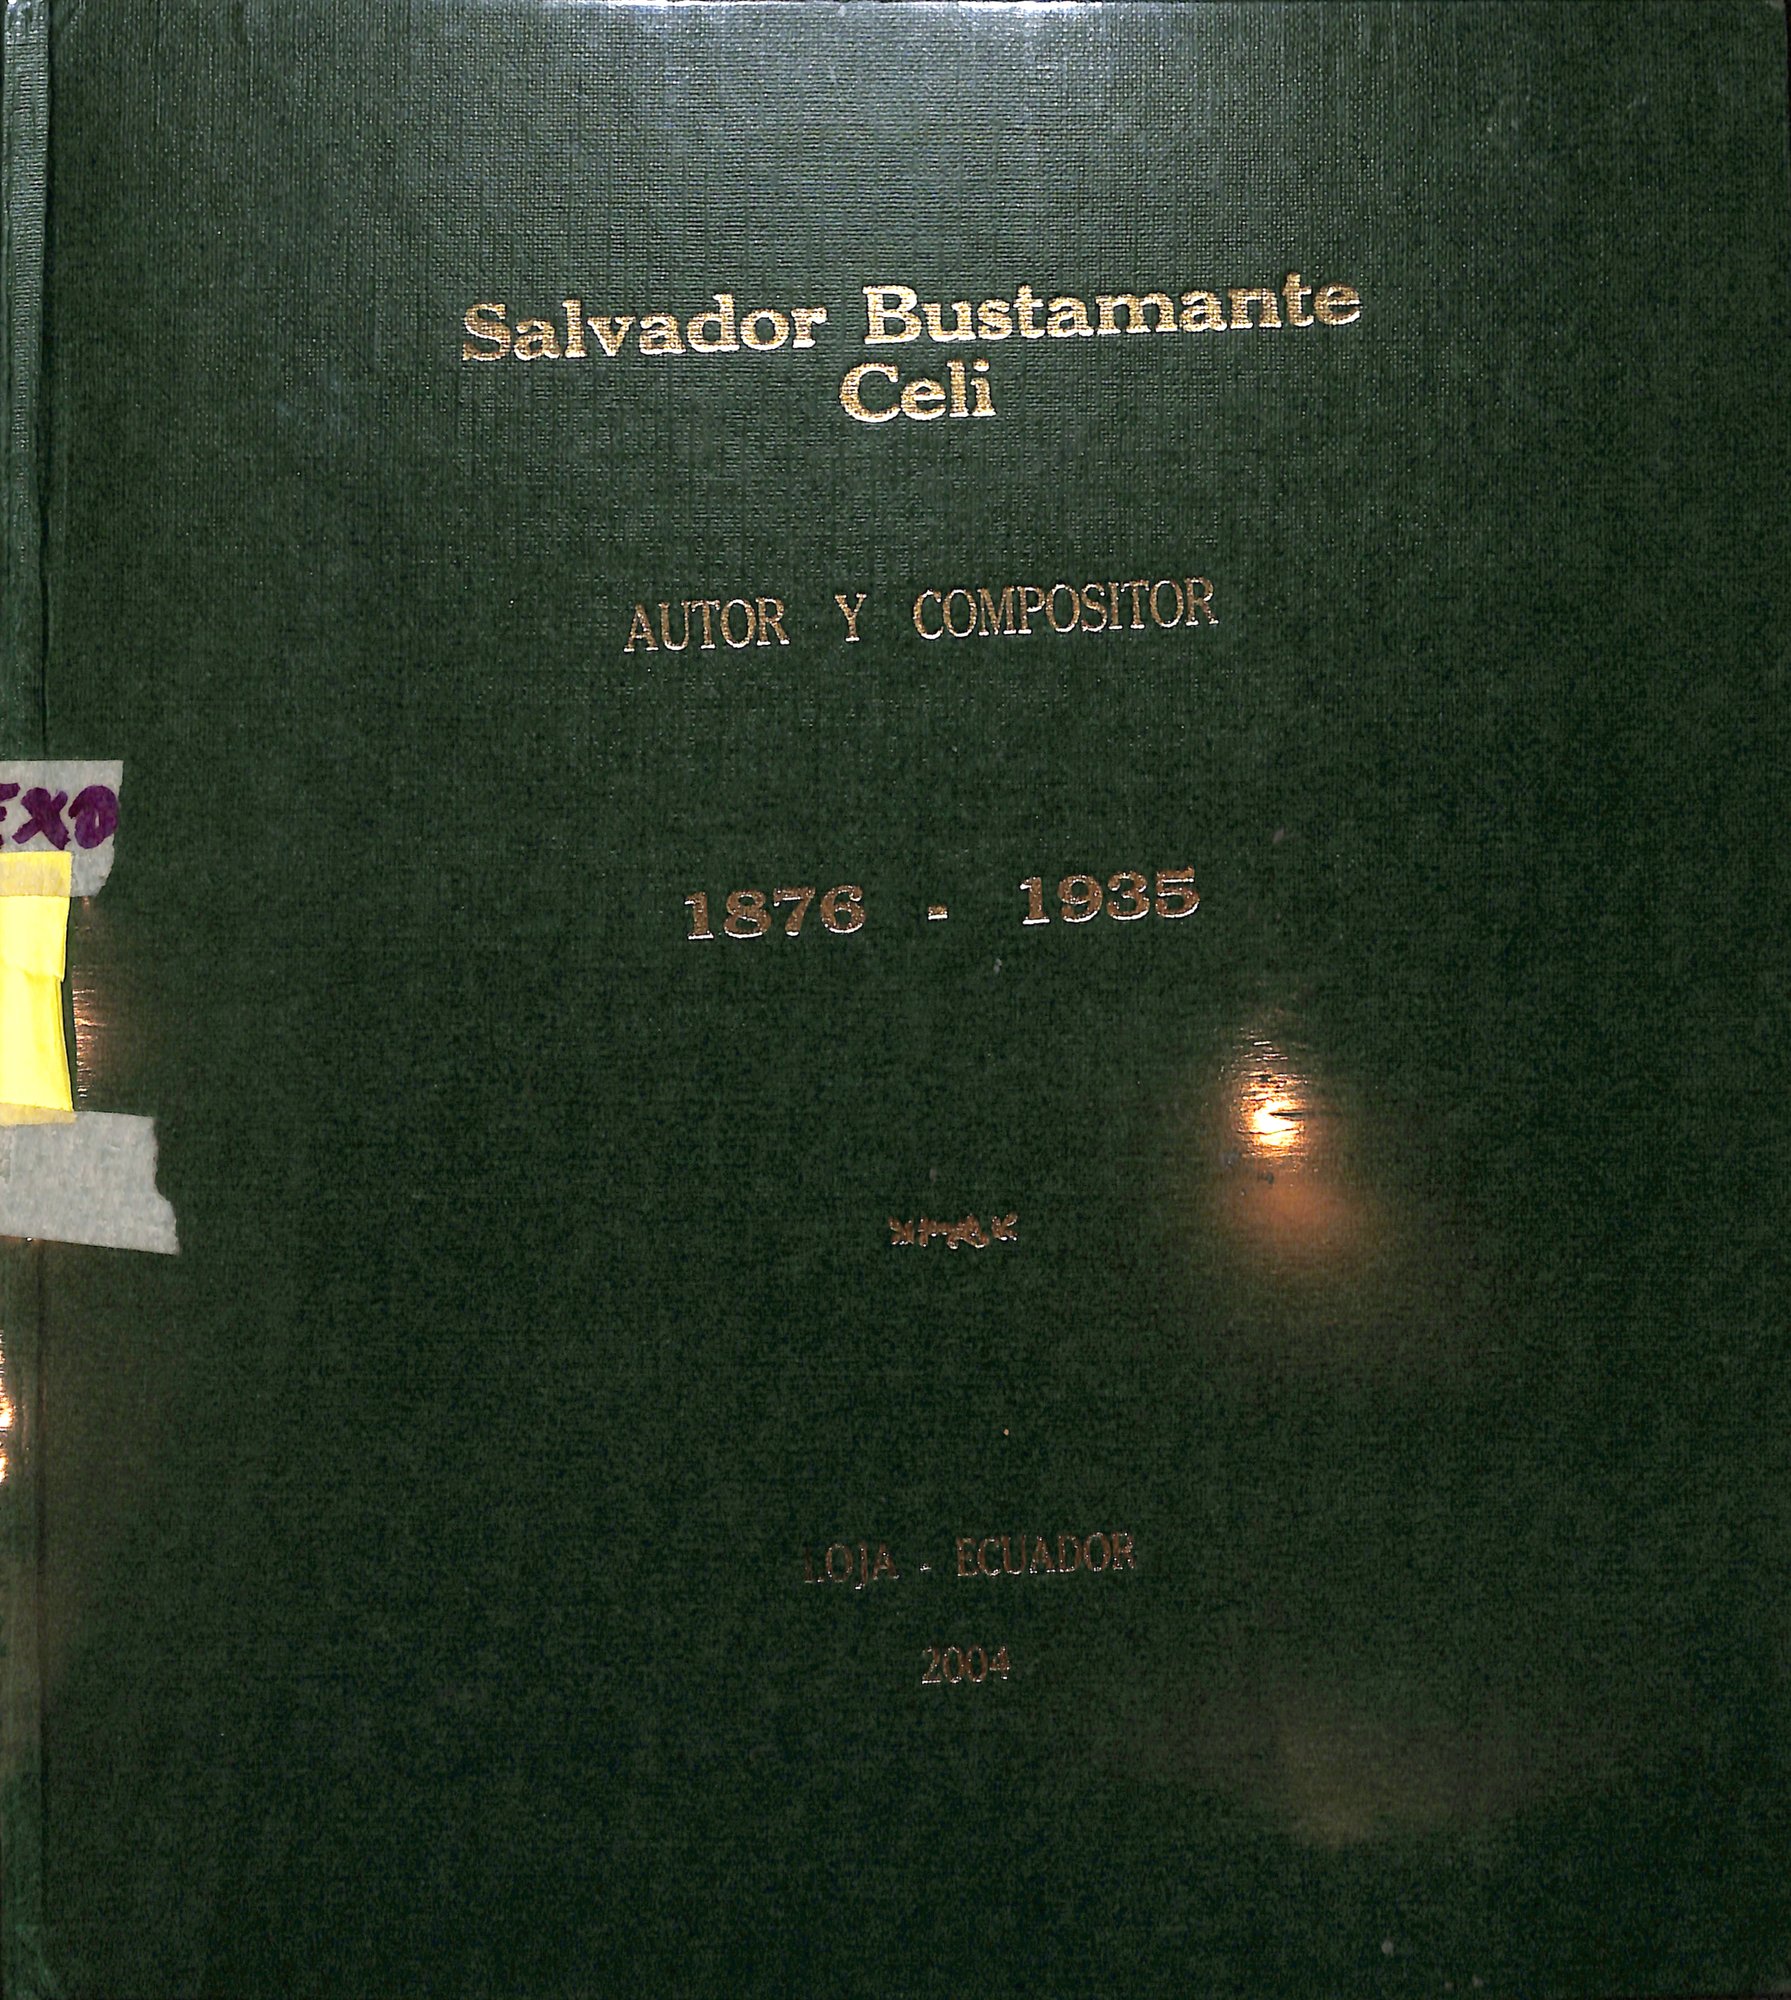 Salvador Bustamante
Celi
AUTOR Y COMPOSITOR
1876 - 1935
LOJA - ECUADOR
2004